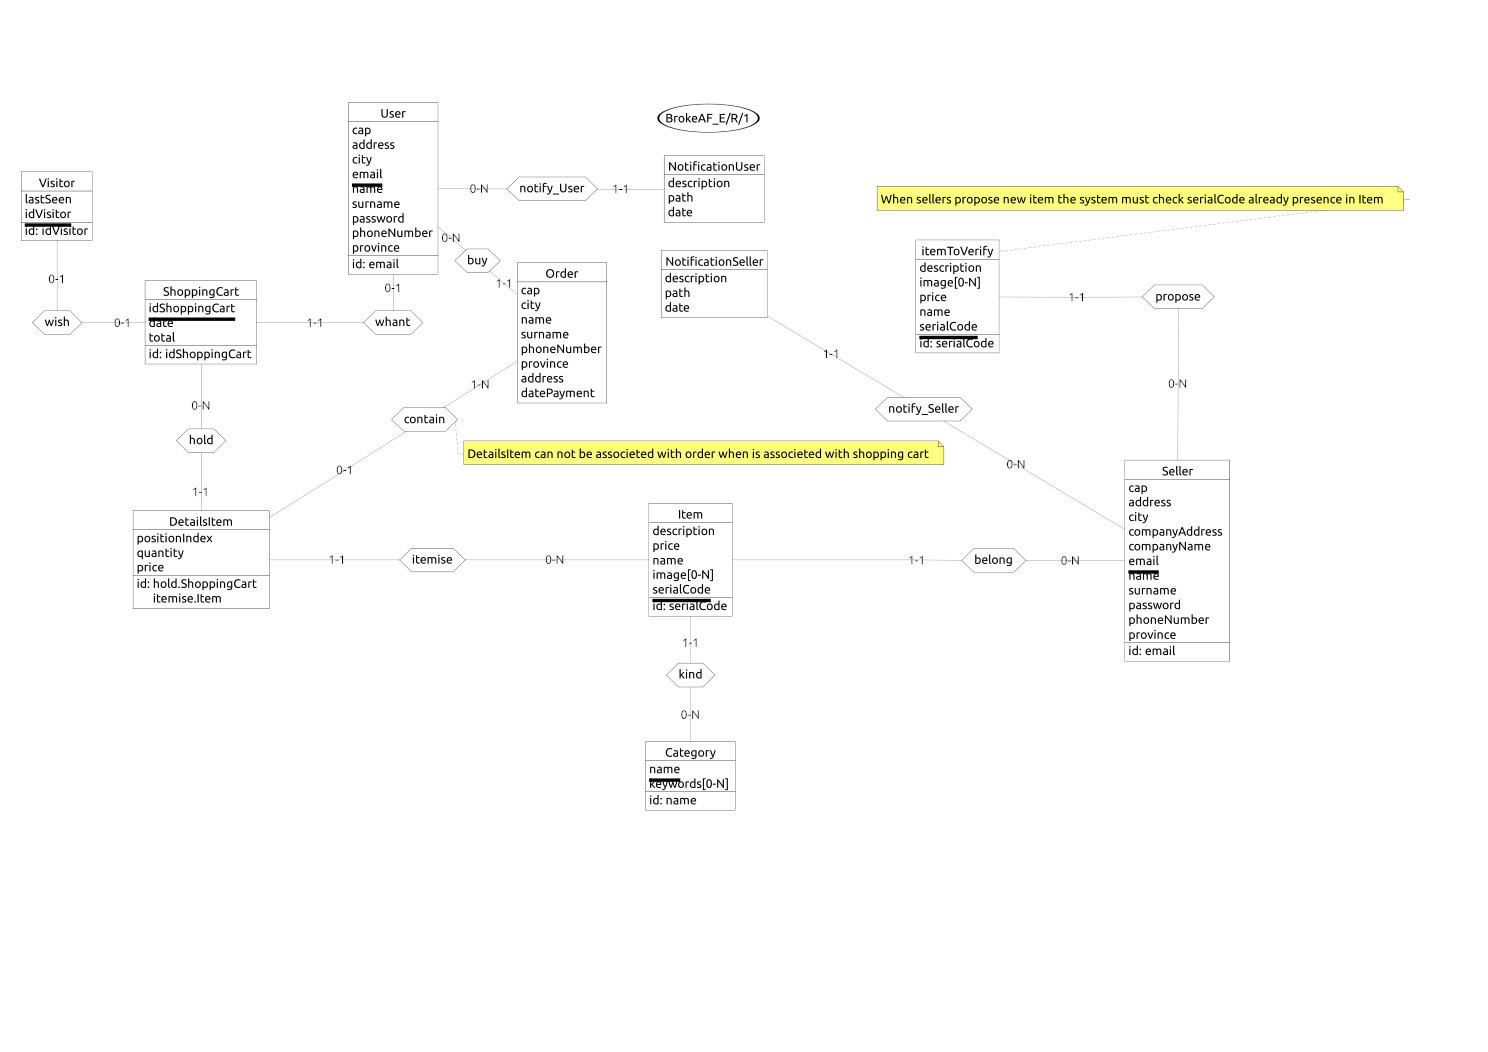 BrokeAF_E/R/1
User
cap
address
city
email
name
surname
password
phoneNumber
province
id: email
0-N
notify_User
1-1
NotificationUser
description
path
date
Visitor
lastSeen
idVisitor
id: idVisitor
When sellers propose new item the system must check serialCode already presence in Item
0-N
buy
1-1
Order
cap
city
name
surname
phoneNumber
province
address
datePayment
NotificationSeller
description
path
date
itemToVerify
description
image[0-N]
price
name
serialCode
id: serialCode
1-1
propose
0-N
0-1
wish
0-1
ShoppingCart
idShoppingCart
date
total
id: idShoppingCart
1-1
whant
0-1
1-1
notify_Seller
0-N
0-N
hold
1-1
1-N
contain
0-1
DetailsItem can not be associeted with order when is associeted with shopping cart
Seller
cap
address
city
companyAddress
companyName
email
name
surname
password
phoneNumber
province
id: email
DetailsItem
positionIndex
quantity
price
id: hold.ShoppingCart
itemise.Item
1-1
itemise
0-N
Item
description
price
name
image[0-N]
serialCode
id: serialCode
1-1
belong
0-N
1-1
kind
0-N
Category
name
keywords[0-N]
id: name